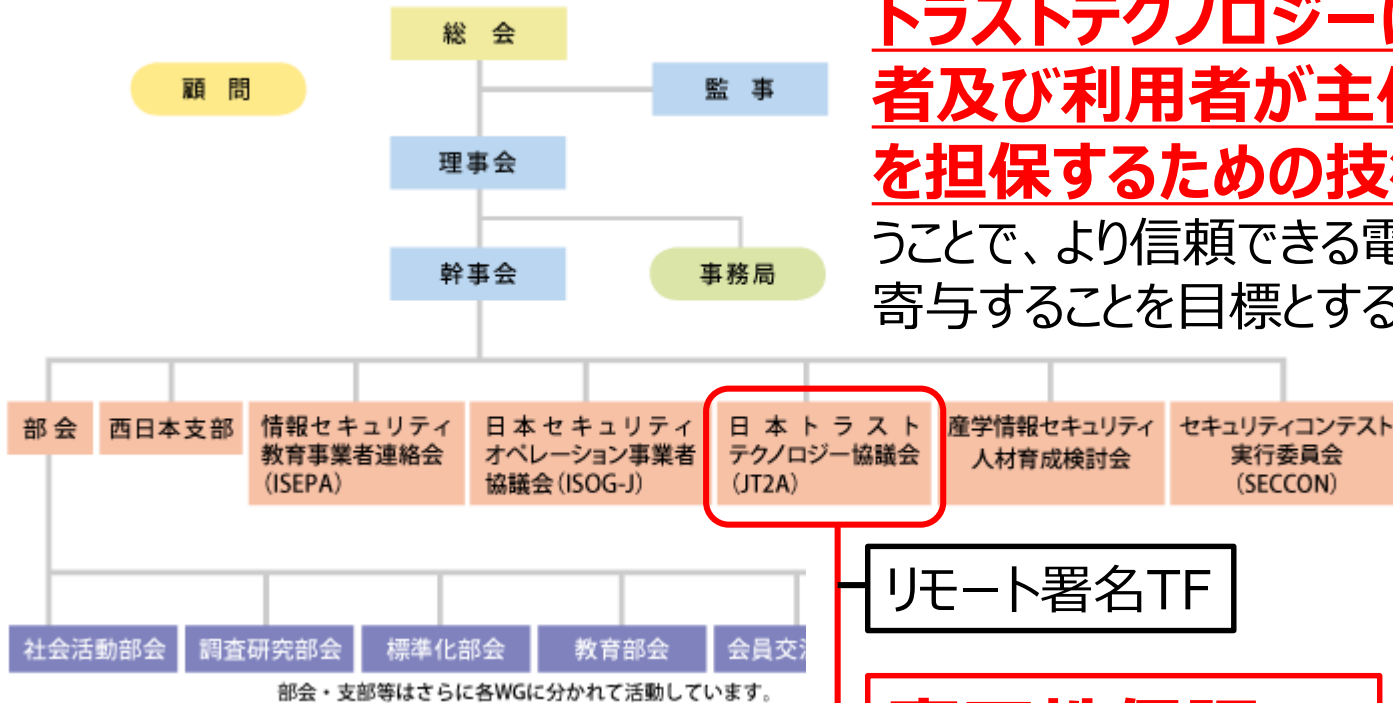 総 会
顧 問
監 事
理事会
幹事会
事務局
トラストテクノロジー
者及び利用者が主
を担保するための技
うことで、より信頼できる電
寄与することを目標とする
部会
西日本支部
情報セキュリティ
教育事業者連絡会
(ISEPA)
日本セキュリティ
オペレーション事業者
協議会(ISOG-J)
日本トラスト
テクノロジー協議会
(JT2A)
産学情報セキュリティ
人材育成検討会
セキュリティコンテスト
実行委員会
(SECCON)
リモート署名TF
社会活動部会
調査研究部会
標準化部会
教育部会
会員交
部会・支部等はさらに各WGに分かれて活動しています。